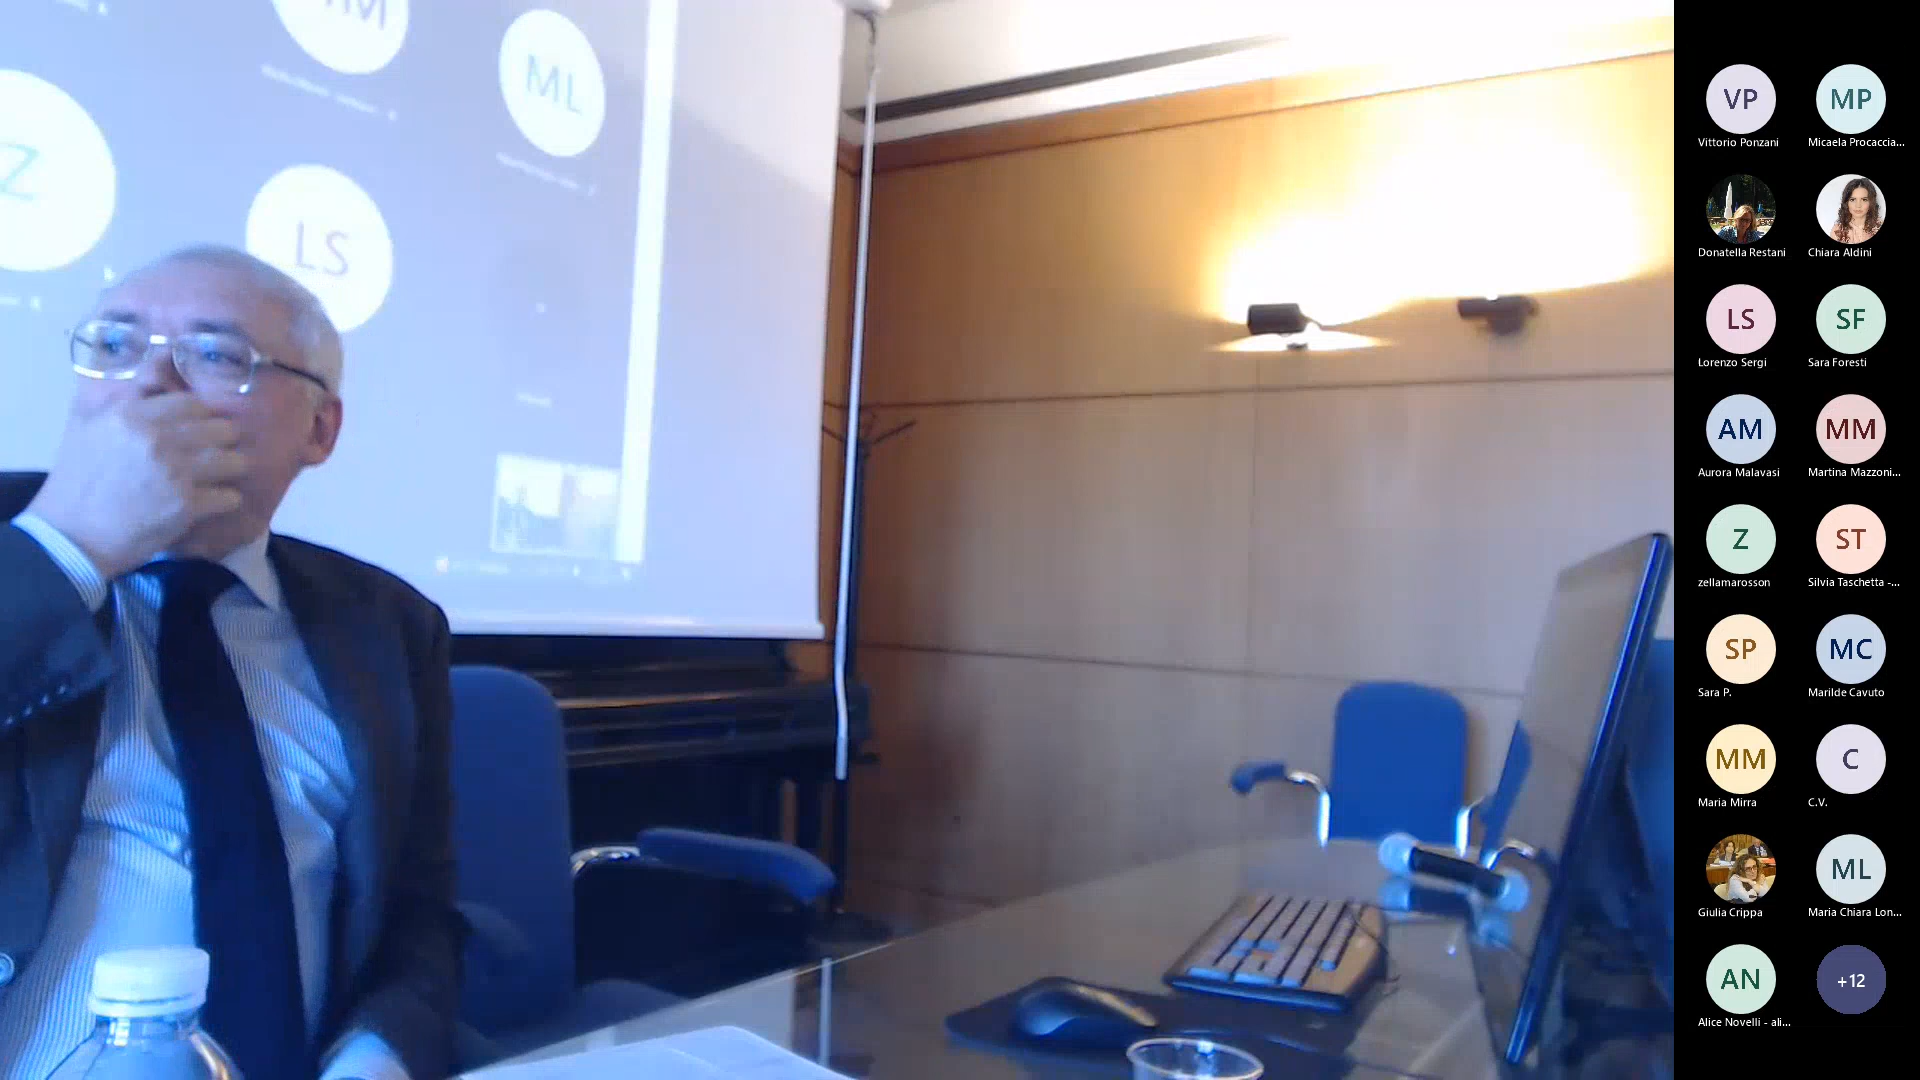 ML
Z
LS
VP
Vittorio Ponzani
MP
Micaela Procaccia...
Donatella Restani
Chiara Aldini
LS
Lorenzo Sergi
SF
Sara Foresti
AM
Aurora Malavasi
MM
Martina Mazzoni...
Z
zellamarosson
ST
Silvia Taschetta -...
SP
Sara P.
MC
Marilde Cavuto
MM
Maria Mirra
C
C.V.
Giulia Crippa
ML
Maria Chiara Lon...
AN
Alice Novelli - ali...
+12